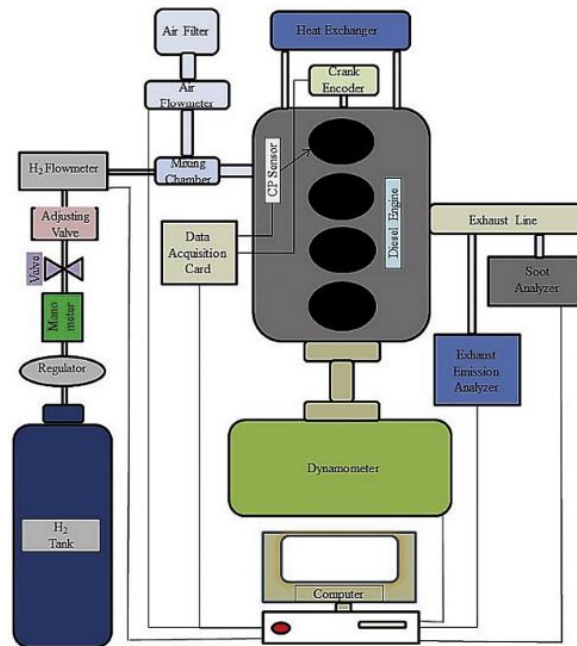 Air Filter
Heat Exchanger
Crank
Encoder
Air
Flowmeter
H2 Flowmeter
Mixing
Chamber
CP Sensor
Diesel Engine
Adjusting
Valve
Data
Acquisition
Card
Exhaust Line
Valve
Soot
Analyzer
Mano
meter
Regulator
Exhaust
Emission
Analyzer
Dynamometer
H2
Tank
Computer